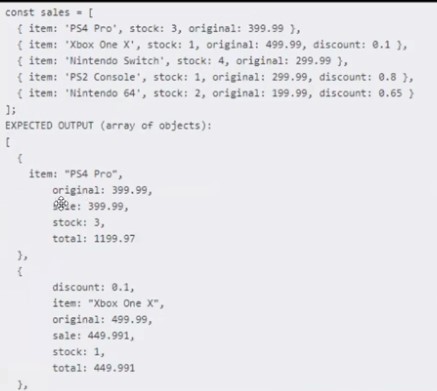 const sales = [
{ item: 'PS4 Pro', stock: 3, original: 399.99 },
{ item: 'Xbox One X', stock: 1, original: 499.99, discount: 0.1 },
{ item: 'Nintendo Switch', stock: 4, original: 299.99 },
{ item: 'PS2 Console', stock: 1, original: 299.99, discount: 0.8 },
{ item: 'Nintendo 64', stock: 2, original: 199.99, discount: 0.65 }
];
EXPECTED OUTPUT (array of objects):
[
{
item: "PS4 Pro",
original: 399.99,
sale: 399.99,
stock: 3,
total: 1199.97
},
{
discount: 0.1,
item: "Xbox One X",
original: 499.99,
sale: 449.991,
stock: 1,
total: 449.991
},